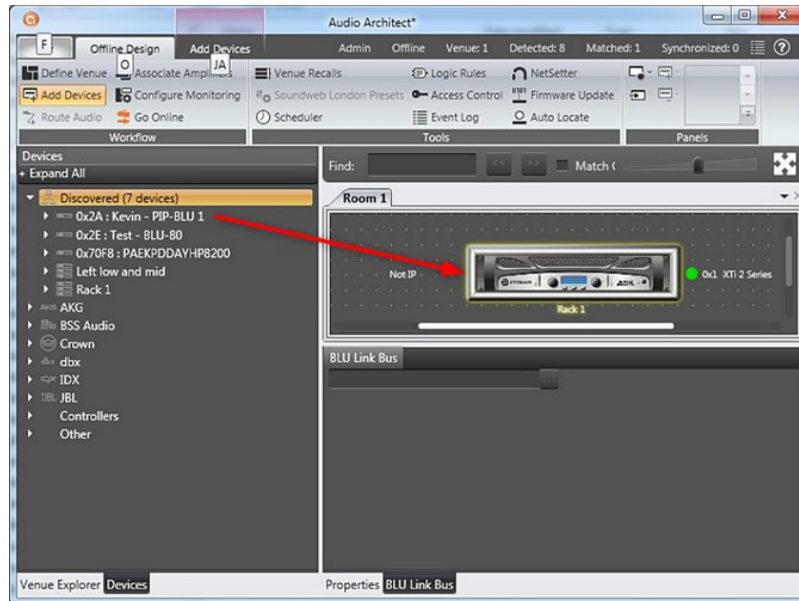 Audio Architect*
F
Offline Design
Add Devices
Admin
Offline
Venue: 1
Detected: 8
Matched: 1
Synchronized: 0
O
JA
Define Venue
Associate Amplifiers
Venue Recalls
Logic Rules
NetSetter
Add Devices
Configure Monitoring
Soundweb London Presets
Access Control
Firmware Update
Route Audio
Go Online
Scheduler
Event Log
Auto Locate
Workflow
Tools
Panels
Devices
+ Expand All
Find:
<<
>>
Match (
Discovered (7 devices)
0x2A : Kevin - PIP-BLU 1
0x2E : Test - BLU-80
0x70F8 : PAEKPDDAYHP8200
Left low and mid
Rack 1
AKG
BSS Audio
Crown
dbx
IDX
JBL
Controllers
Other
Room 1
Not IP
0x1 XTi 2 Series
Rack 1
BLU Link Bus
Venue Explorer
Devices
Properties
BLU Link Bus